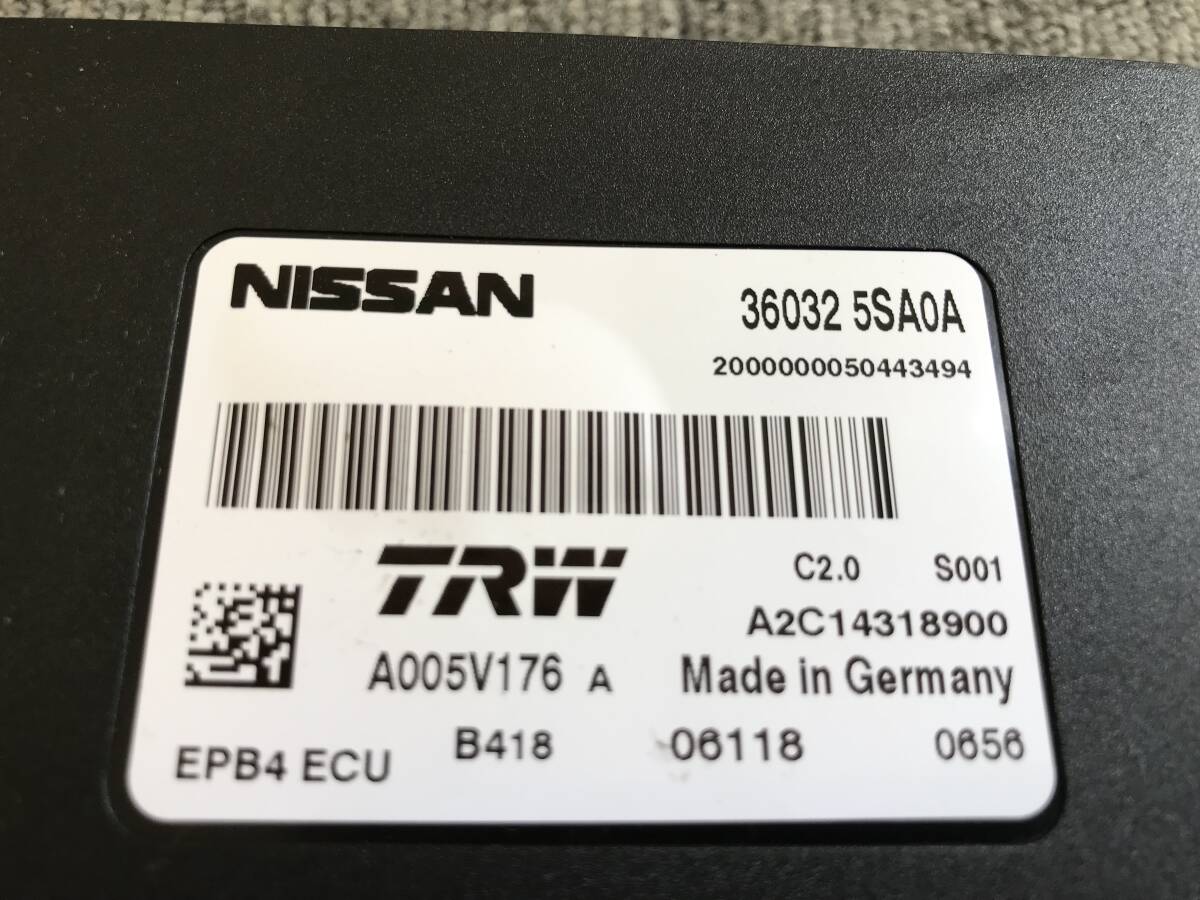 NISSAN
36032 5SA0A
2000000050443494
TRW
C2.0 S001
A2C14318900
A005V176 A
Made in Germany
EPB4 ECU
B418 06118 0656